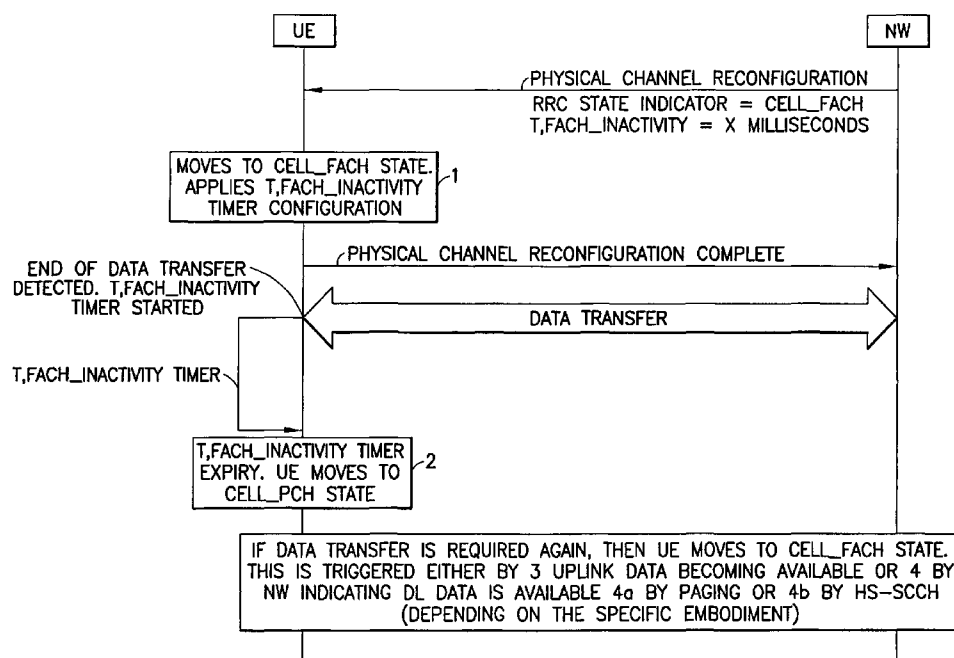 UE
NW
PHYSICAL CHANNEL RECONFIGURATION
RRC STATE INDICATOR = CELL_FACH
T,FACH_INACTIVITY = X MILLISECONDS
MOVES TO CELL_FACH STATE.
APPLIES T,FACH_INACTIVITY
TIMER CONFIGURATION
1
PHYSICAL CHANNEL RECONFIGURATION COMPLETE
END OF DATA TRANSFER
DETECTED. T,FACH_INACTIVITY
TIMER STARTED
DATA TRANSFER
T,FACH_INACTIVITY TIMER
T,FACH_INACTIVITY TIMER
EXPIRY. UE MOVES TO
CELL_PCH STATE
2
IF DATA TRANSFER IS REQUIRED AGAIN, THEN UE MOVES TO CELL_FACH STATE.
THIS IS TRIGGERED EITHER BY 3 UPLINK DATA BECOMING AVAILABLE OR 4 BY
NW INDICATING DL DATA IS AVAILABLE 4a BY PAGING OR 4b BY HS-SCCH
(DEPENDING ON THE SPECIFIC EMBODIMENT)